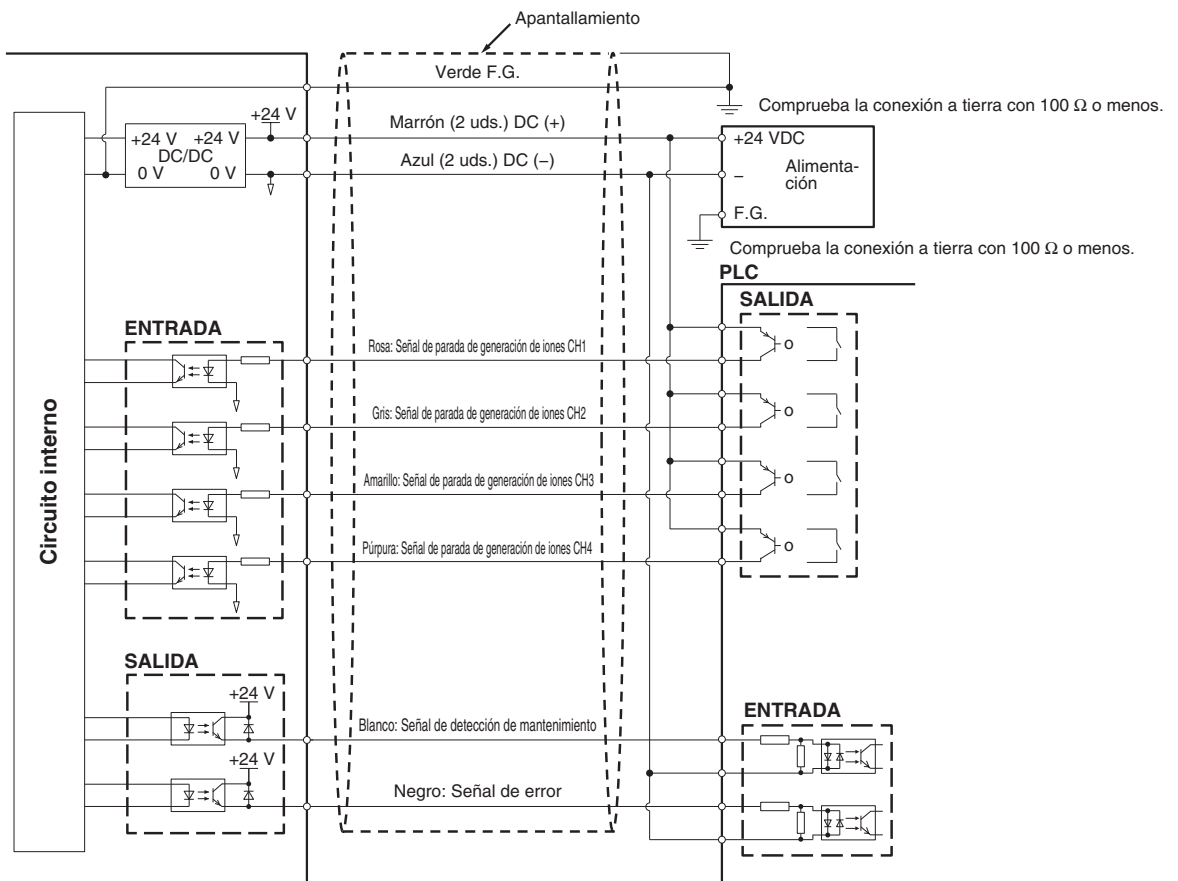 Apantallamiento
Verde F.G.
Comprueba la conexión a tierra con 100 Ω o menos.
+24 V
Marrón (2 uds.) DC (+)
+24 V +24 V
DC/DC
0 V 0 V
+24 VDC
Azul (2 uds.) DC (–)
–
Alimenta-
ción
F.G.
Comprueba la conexión a tierra con 100 Ω o menos.
PLC
SALIDA
ENTRADA
Rosa: Señal de parada de generación de iones CH1
o
Gris: Señal de parada de generación de iones CH2
o
Circuito interno
Amarillo: Señal de parada de generación de iones CH3
o
Púrpura: Señal de parada de generación de iones CH4
o
SALIDA
+24 V
Blanco: Señal de detección de mantenimiento
ENTRADA
+24 V
Negro: Señal de error